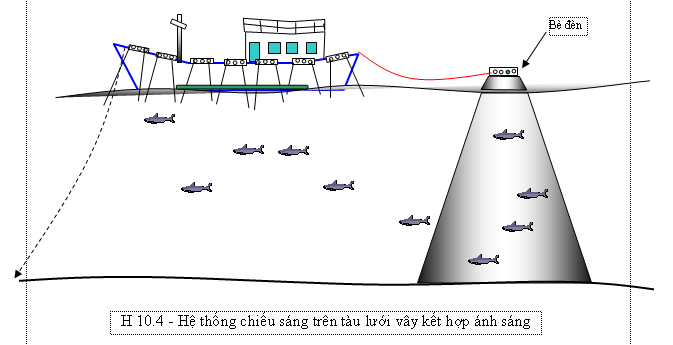 Bè đèn
H 10.4 - Hệ thống chiếu sáng trên tàu lưới vây kết hợp ánh sáng